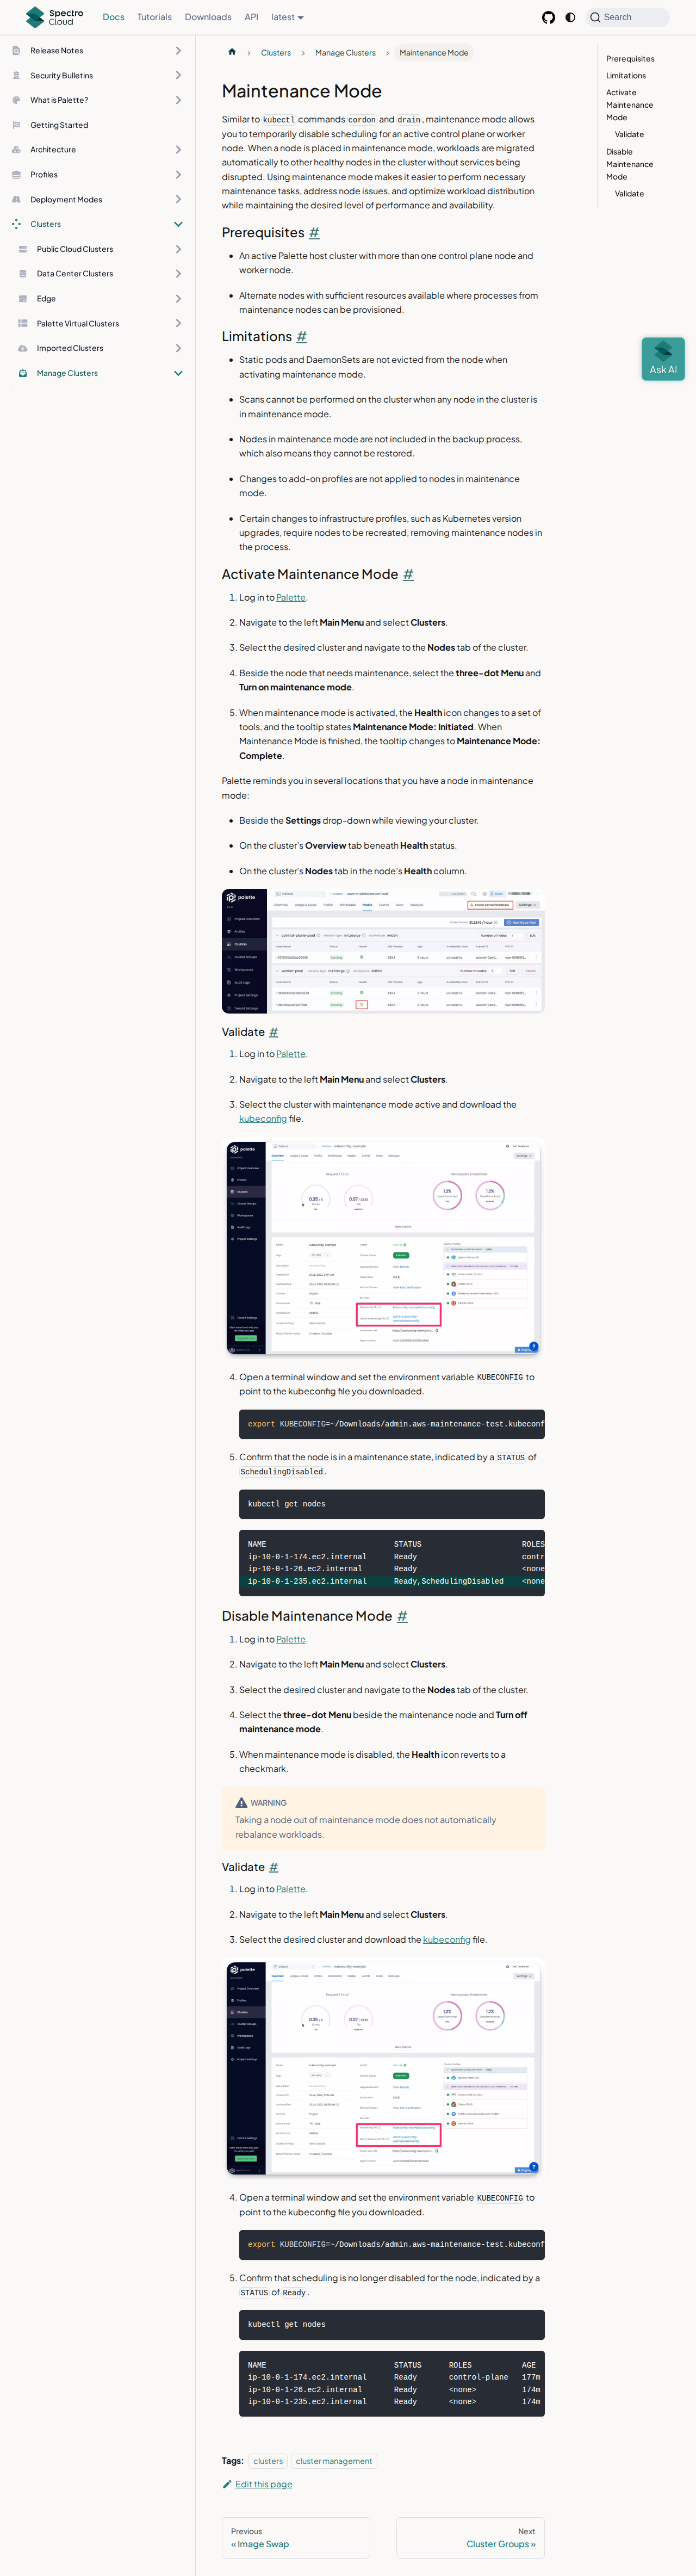 Spectro
Cloud
Docs
Tutorials
Downloads
API
latest
Search
Release Notes
Security Bulletins
What is Palette?
Getting Started
Architecture
Profiles
Deployment Modes
Clusters
Public Cloud Clusters
Data Center Clusters
Edge
Palette Virtual Clusters
Imported Clusters
Manage Clusters
Clusters
Manage Clusters
Maintenance Mode
Maintenance Mode
Similar to kubectl commands cordon and drain, maintenance mode allows
you to temporarily disable scheduling for an active control plane or worker
node. When a node is placed in maintenance mode, workloads are migrated
automatically to other healthy nodes in the cluster without services being
disrupted. Using maintenance mode makes it easier to perform necessary
maintenance tasks, address node issues, and optimize workload distribution
while maintaining the desired level of performance and availability.
Prerequisites #
An active Palette host cluster with more than one control plane node and
worker node.
Alternate nodes with sufficient resources available where processes from
maintenance nodes can be provisioned.
Limitations #
Static pods and DaemonSets are not evicted from the node when
activating maintenance mode.
Scans cannot be performed on the cluster when any node in the cluster is
in maintenance mode.
Nodes in maintenance mode are not included in the backup process,
which also means they cannot be restored.
Changes to add-on profiles are not applied to nodes in maintenance
mode.
Certain changes to infrastructure profiles, such as Kubernetes version
upgrades, require nodes to be recreated, removing maintenance nodes in
the process.
Activate Maintenance Mode #
1. Log in to Palette.
2. Navigate to the left Main Menu and select Clusters.
3. Select the desired cluster and navigate to the Nodes tab of the cluster.
4. Beside the node that needs maintenance, select the three-dot Menu and
Turn on maintenance mode.
5. When maintenance mode is activated, the Health icon changes to a set of
tools, and the tooltip states Maintenance Mode: Initiated. When
Maintenance Mode is finished, the tooltip changes to Maintenance Mode:
Complete.
Palette reminds you in several locations that you have a node in maintenance
mode:
Beside the Settings drop-down while viewing your cluster.
On the cluster's Overview tab beneath Health status.
On the cluster's Nodes tab in the node's Health column.
palette
Validate #
1. Log in to Palette.
2. Navigate to the left Main Menu and select Clusters.
3. Select the cluster with maintenance mode active and download the
kubeconfig file.
palette
4. Open a terminal window and set the environment variable KUBECONFIG to
point to the kubeconfig file you downloaded.
export KUBECONFIG=~/Downloads/admin.aws-maintenance-test.kubeconf
5. Confirm that the node is in a maintenance state, indicated by a STATUS of
SchedulingDisabled.
kubectl get nodes
NAME STATUS ROLES
ip-10-0-1-174.ec2.internal Ready contr
ip-10-0-1-26.ec2.internal Ready <none
ip-10-0-1-235.ec2.internal Ready,SchedulingDisabled <none
Disable Maintenance Mode #
1. Log in to Palette.
2. Navigate to the left Main Menu and select Clusters.
3. Select the desired cluster and navigate to the Nodes tab of the cluster.
4. Select the three-dot Menu beside the maintenance node and Turn off
maintenance mode.
5. When maintenance mode is disabled, the Health icon reverts to a
checkmark.
WARNING
Taking a node out of maintenance mode does not automatically
rebalance workloads.
Validate #
1. Log in to Palette.
2. Navigate to the left Main Menu and select Clusters.
3. Select the desired cluster and download the kubeconfig file.
palette
4. Open a terminal window and set the environment variable KUBECONFIG to
point to the kubeconfig file you downloaded.
export KUBECONFIG=~/Downloads/admin.aws-maintenance-test.kubeconf
5. Confirm that scheduling is no longer disabled for the node, indicated by a
STATUS of Ready.
kubectl get nodes
NAME STATUS ROLES AGE
ip-10-0-1-174.ec2.internal Ready control-plane 177m
ip-10-0-1-26.ec2.internal Ready <none> 174m
ip-10-0-1-235.ec2.internal Ready <none> 174m
Tags: clusters cluster management
Edit this page
Previous
« Image Swap
Next
Cluster Groups »
Prerequisites
Limitations
Activate
Maintenance
Mode
Validate
Disable
Maintenance
Mode
Validate
Ask AI